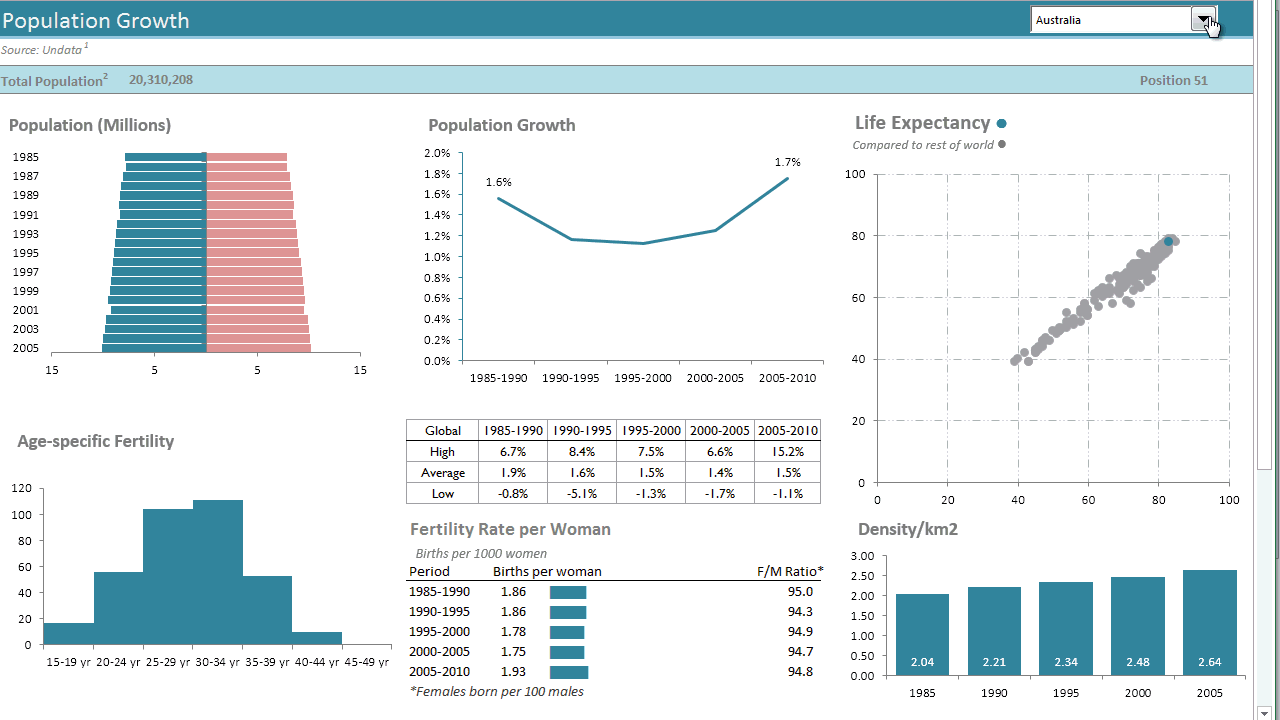 Population Growth
Australia
Source: Undata 1
Total Population2 20,310,208 Position 51
Population (Millions)
1985
1987
1989
1991
1993
1995
1997
1999
2001
2003
2005
15 5 5 15
Population Growth
2.0%
1.8%
1.6%
1.4%
1.2%
1.0%
0.8%
0.6%
0.4%
0.2%
0.0%
1.6%
1.7%
1985-1990 1990-1995 1995-2000 2000-2005 2005-2010
Life Expectancy
Compared to rest of world
100
80
60
40
20
0
0 20 40 60 80 100
Age-specific Fertility
120
100
80
60
40
20
0
15-19 yr 20-24 yr 25-29 yr 30-34 yr 35-39 yr 40-44 yr 45-49 yr
Global 1985-1990 1990-1995 1995-2000 2000-2005 2005-2010
High 6.7% 8.4% 7.5% 6.6% 15.2%
Average 1.9% 1.6% 1.5% 1.4% 1.5%
Low -0.8% -5.1% -1.3% -1.7% -1.1%
Fertility Rate per Woman
Births per 1000 women
Period Births per woman F/M Ratio*
1985-1990 1.86 95.0
1990-1995 1.86 94.3
1995-2000 1.78 94.9
2000-2005 1.75 94.7
2005-2010 1.93 94.8
*Females born per 100 males
Density/km2
3.00
2.50
2.00
1.50
1.00
0.50
0.00
2.04 2.21 2.34 2.48 2.64
1985 1990 1995 2000 2005